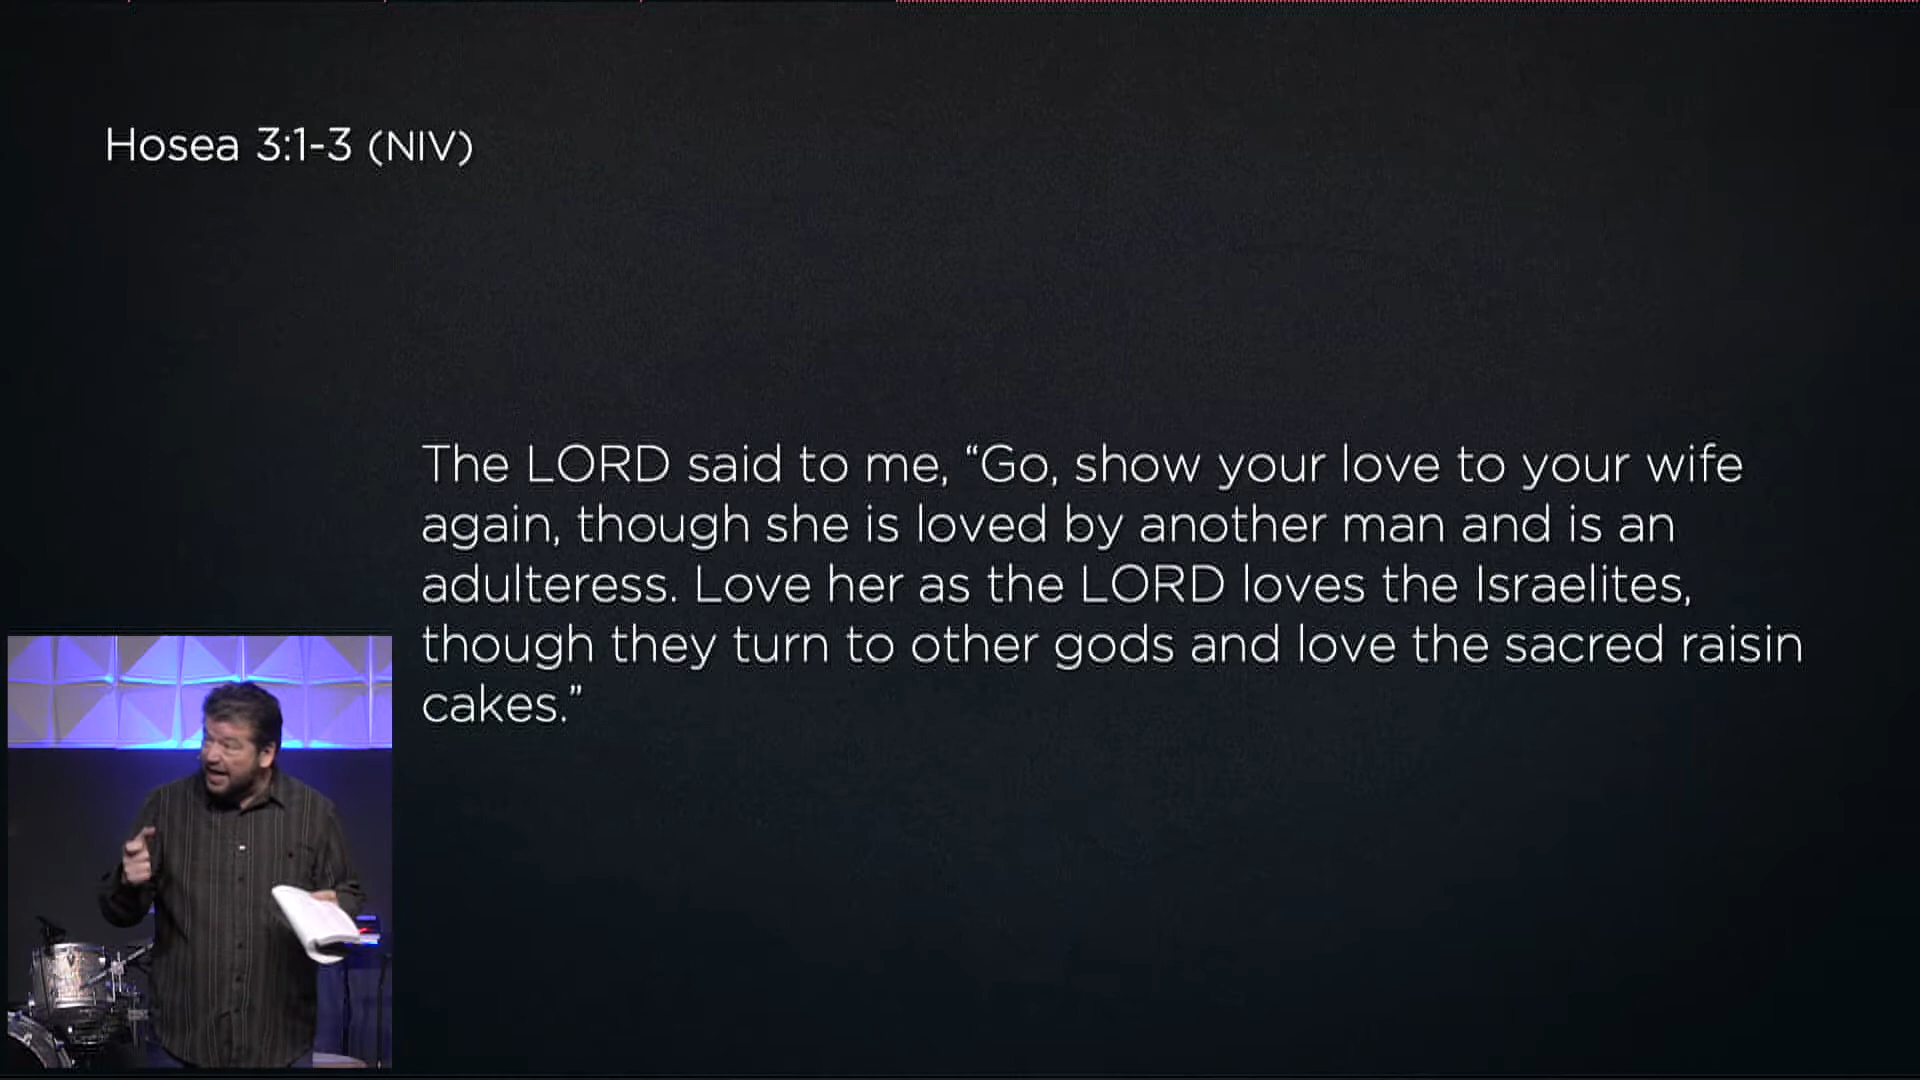 Hosea 3:1-3 (NIV)
The LORD said to me, “Go, show your love to your wife
again, though she is loved by another man and is an
adulteress. Love her as the LORD loves the Israelites,
though they turn to other gods and love the sacred raisin
cakes.”